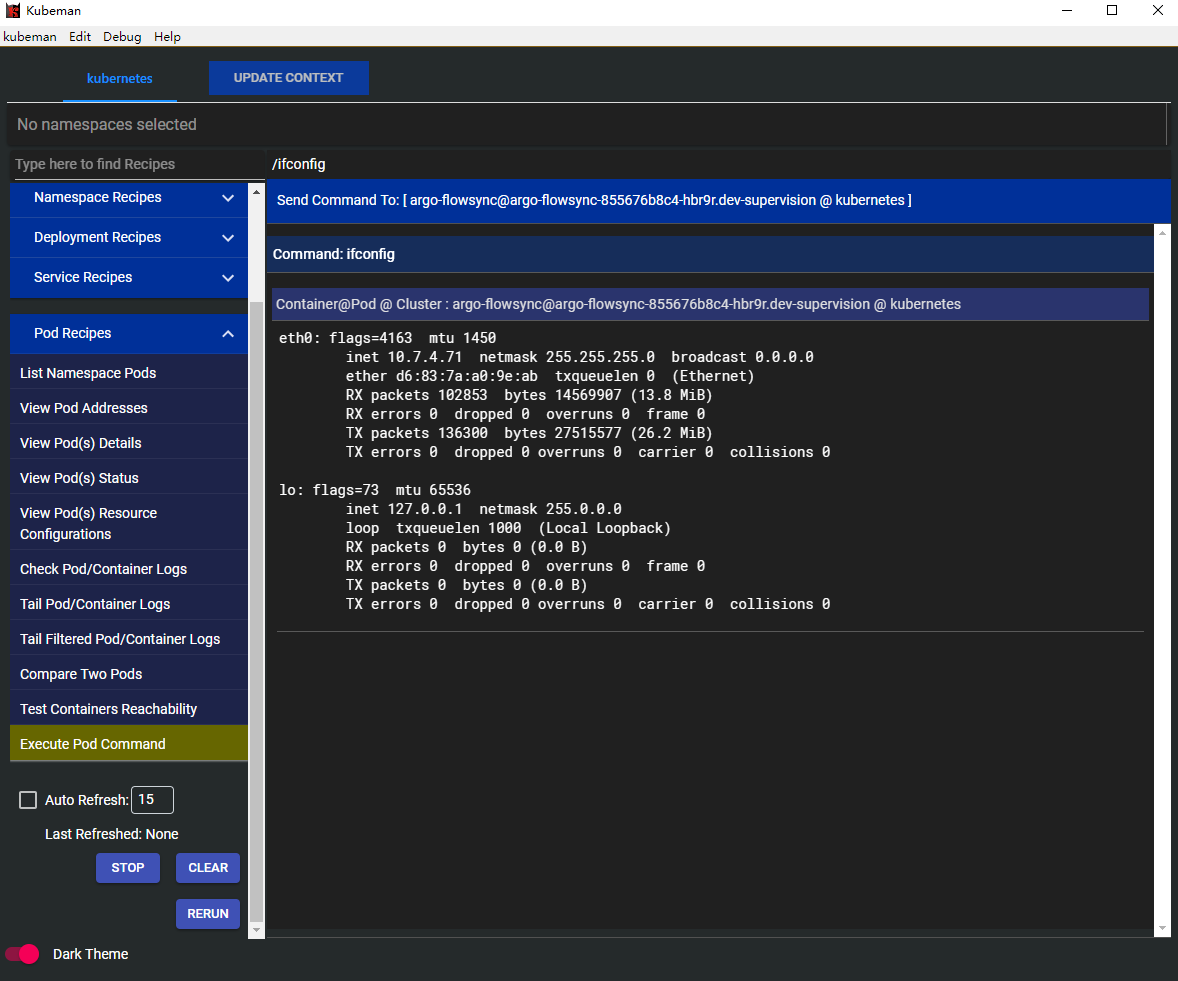 Kubeman
kubeman Edit Debug Help
kubernetes UPDATE CONTEXT
No namespaces selected
Type here to find Recipes
/ifconfig
Namespace Recipes
Deployment Recipes
Service Recipes
Pod Recipes
List Namespace Pods
View Pod Addresses
View Pod(s) Details
View Pod(s) Status
View Pod(s) Resource
Configurations
Check Pod/Container Logs
Tail Pod/Container Logs
Tail Filtered Pod/Container Logs
Compare Two Pods
Test Containers Reachability
Execute Pod Command
Auto Refresh: 15
Last Refreshed: None
STOP CLEAR
RERUN
Dark Theme
Send Command To: [ argo-flowsync@argo-flowsync-855676b8c4-hbr9r.dev-supervision @ kubernetes ]
Command: ifconfig
Container@Pod @ Cluster : argo-flowsync@argo-flowsync-855676b8c4-hbr9r.dev-supervision @ kubernetes
eth0: flags=4163  mtu 1450
        inet 10.7.4.71  netmask 255.255.255.0  broadcast 0.0.0.0
        ether d6:83:7a:a0:9e:ab  txqueuelen 0  (Ethernet)
        RX packets 102853  bytes 14569907 (13.8 MiB)
        RX errors 0  dropped 0  overruns 0  frame 0
        TX packets 136300  bytes 27515577 (26.2 MiB)
        TX errors 0  dropped 0 overruns 0  carrier 0  collisions 0
lo: flags=73  mtu 65536
        inet 127.0.0.1  netmask 255.0.0.0
        loop  txqueuelen 1000  (Local Loopback)
        RX packets 0  bytes 0 (0.0 B)
        RX errors 0  dropped 0  overruns 0  frame 0
        TX packets 0  bytes 0 (0.0 B)
        TX errors 0  dropped 0 overruns 0  carrier 0  collisions 0